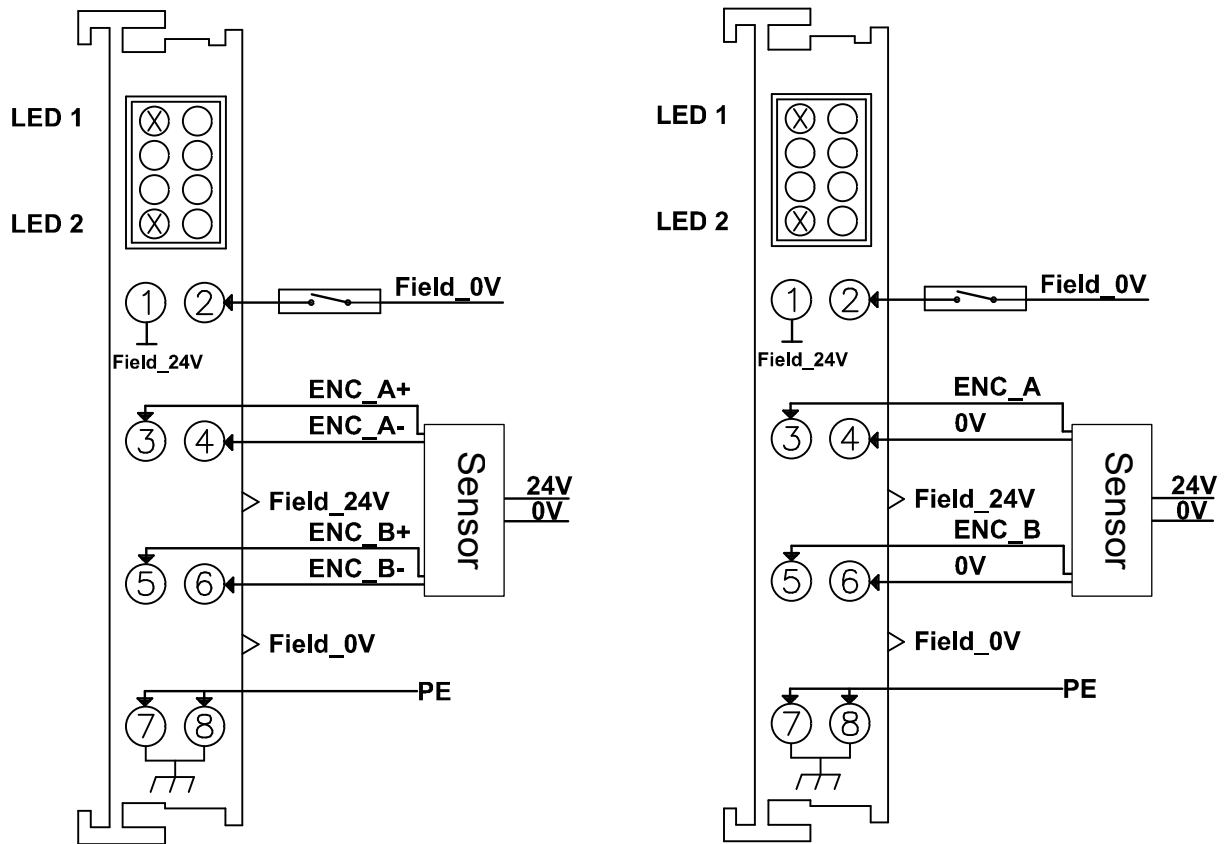 LED 1
LED 2
1 2
Field_0V
Field_24V
ENC_A+
ENC_A-
3 4
Field_24V
ENC_B+
ENC_B-
5 6
Sensor
24V
0V
Field_0V
PE
7 8
LED 1
LED 2
1 2
Field_0V
Field_24V
ENC_A
0V
3 4
Field_24V
ENC_B
0V
5 6
Sensor
24V
0V
Field_0V
PE
7 8